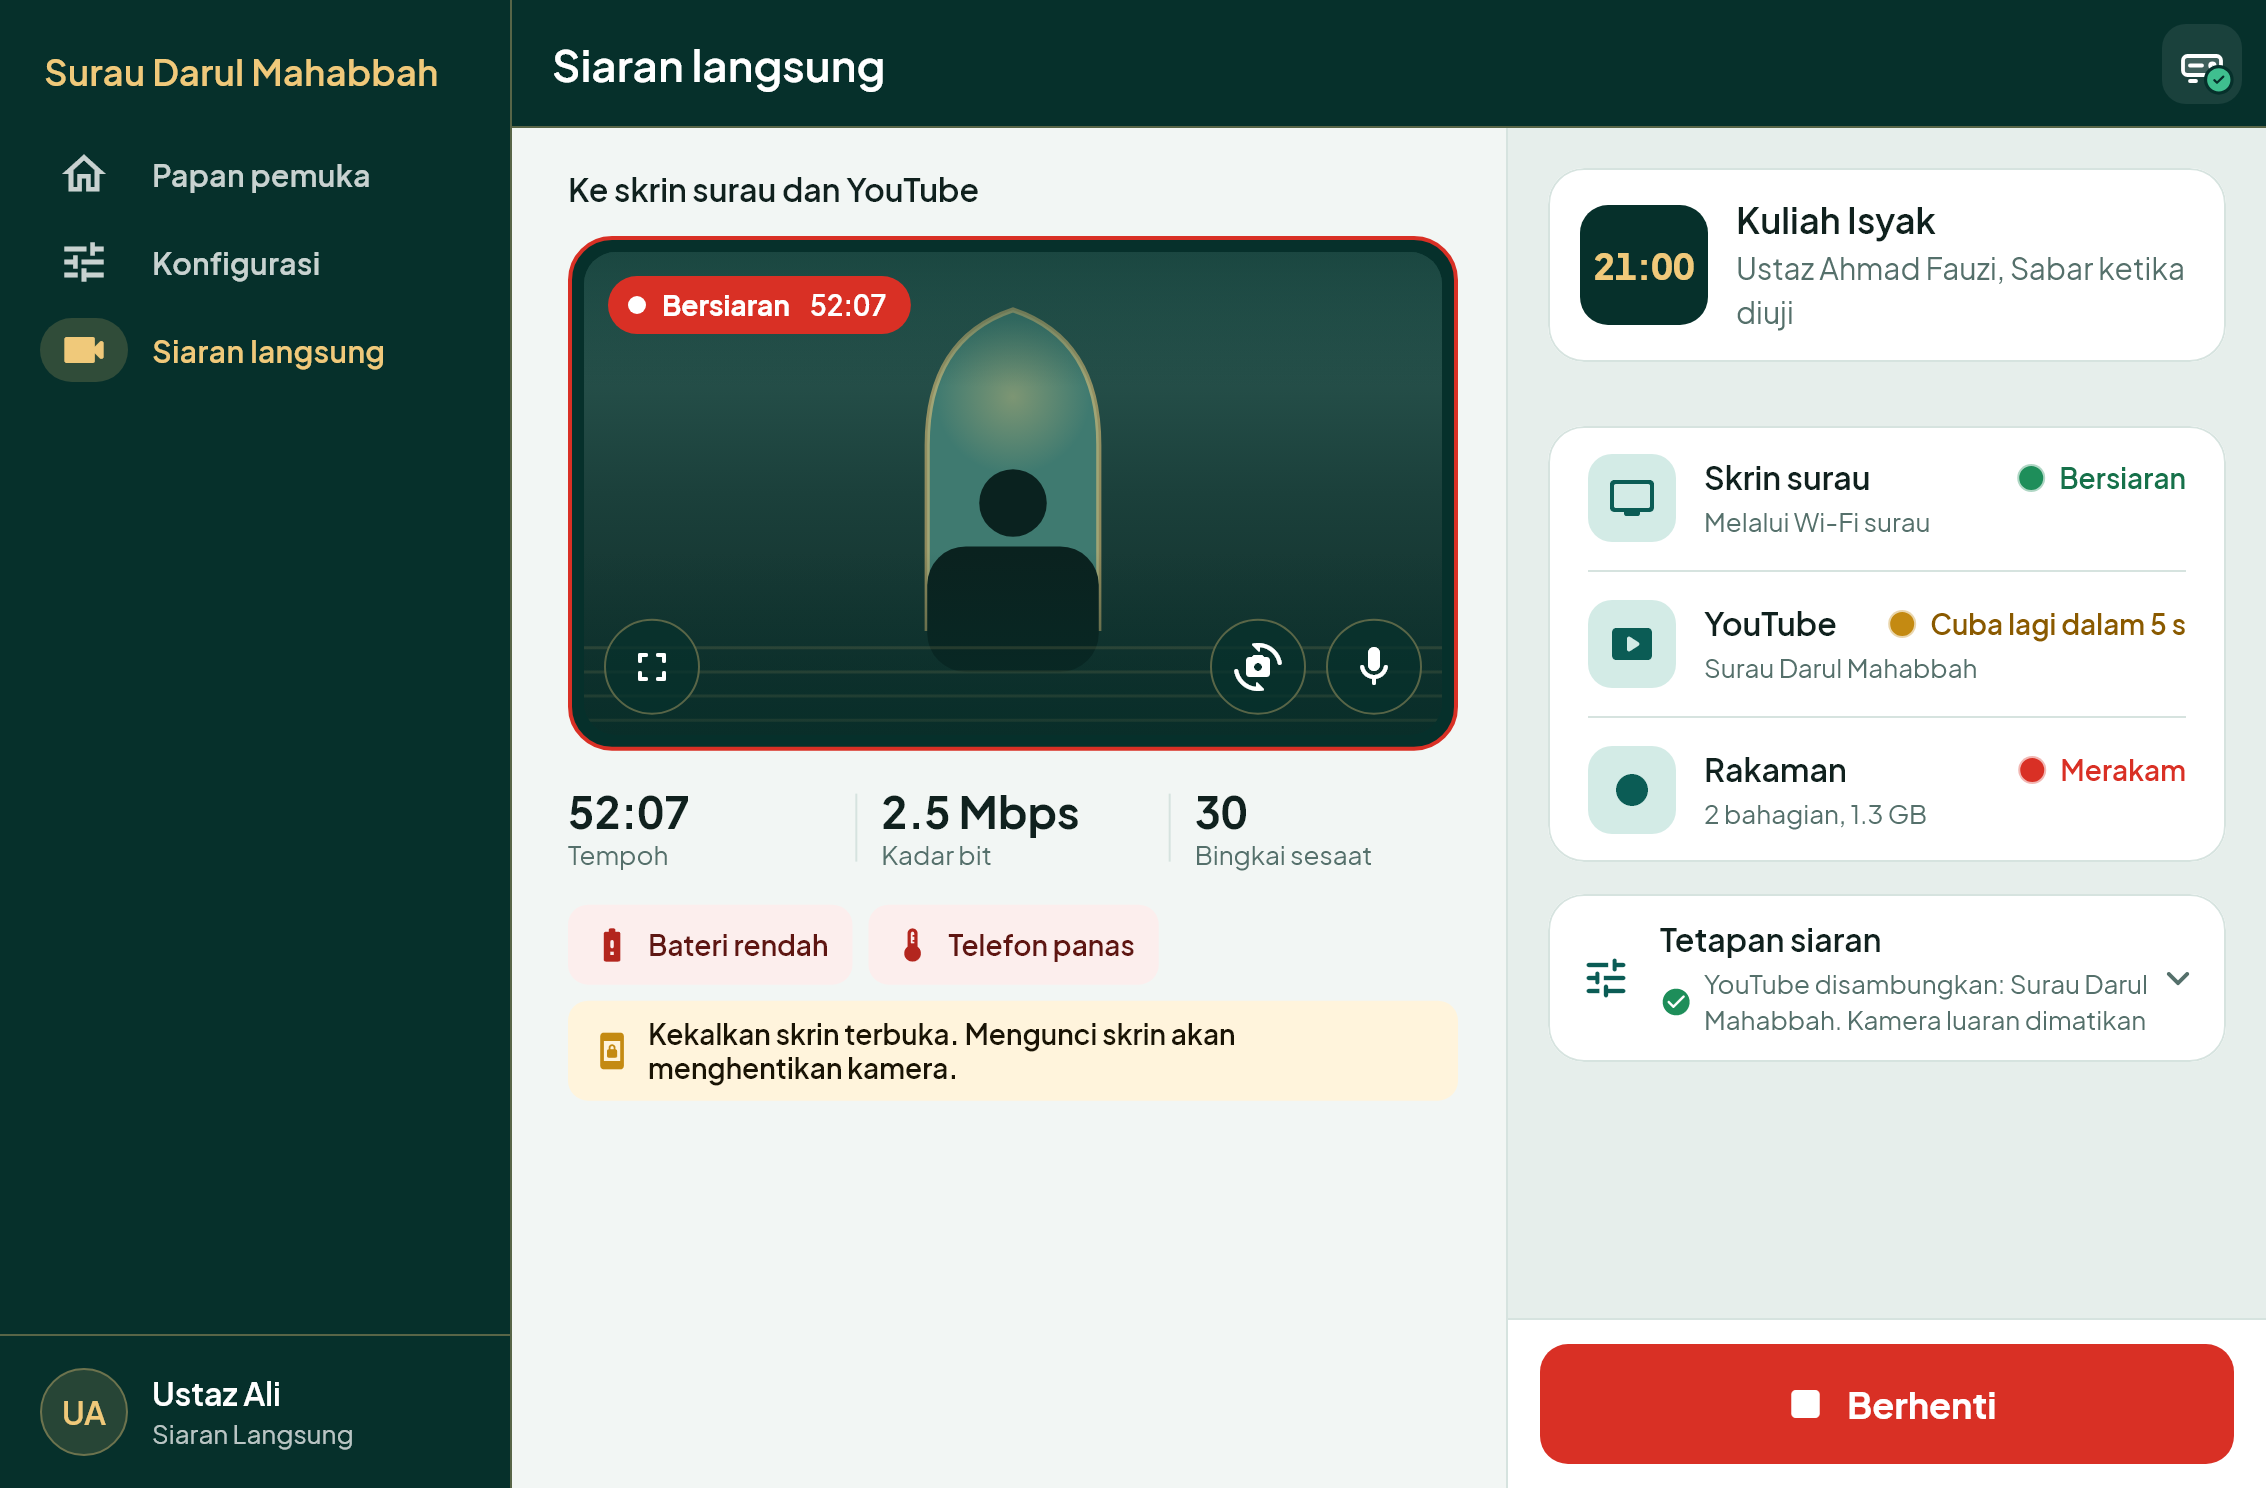 Surau Darul Mahabbah
Papan pemuka
Konfigurasi
Siaran langsung
Ustaz Ali
Siaran Langsung
UA
Siaran langsung
Ke skrin surau dan YouTube
Bersiaran 52:07
52:07
Tempoh
2.5 Mbps
Kadar bit
30
Bingkai sesaat
Bateri rendah
Telefon panas
Kekalkan skrin terbuka. Mengunci skrin akan
menghentikan kamera.
21:00
Kuliah Isyak
Ustaz Ahmad Fauzi, Sabar ketika
diuji
Skrin surau
Bersiaran
Melalui Wi-Fi surau
YouTube
Cuba lagi dalam 5 s
Surau Darul Mahabbah
Rakaman
Merakam
2 bahagian, 1.3 GB
Tetapan siaran
YouTube disambungkan: Surau Darul
Mahabbah. Kamera luaran dimatikan
Berhenti